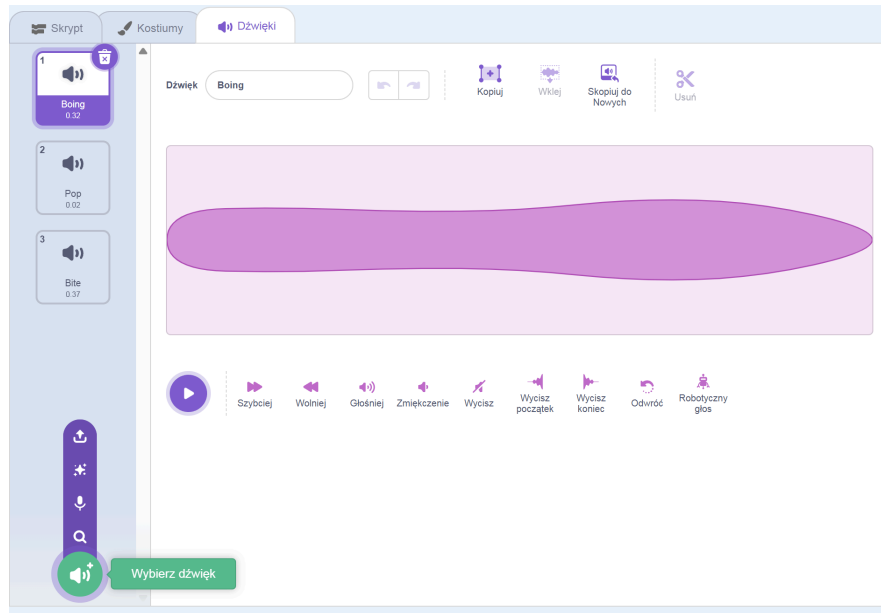 Skrypt
Kostiumy
Dźwięki
1
Boing
0.32
2
Pop
0.02
3
Bite
0.37
Dźwięk
Boing
Kopiuj
Wklej
Skopiuj do
Nowych
Usuń
Szybciej
Wolniej
Głośniej
Zmiękczenie
Wycisz
Wycisz
początek
Wycisz
koniec
Odwróć
Robotyczny
głos
Wybierz dźwięk